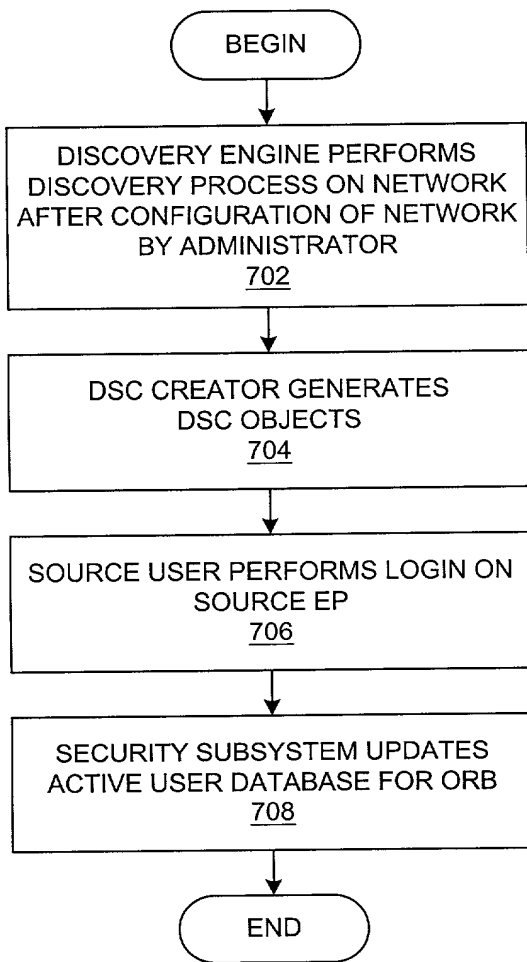 BEGIN
DISCOVERY ENGINE PERFORMS
DISCOVERY PROCESS ON NETWORK
AFTER CONFIGURATION OF NETWORK
BY ADMINISTRATOR
702
DSC CREATOR GENERATES
DSC OBJECTS
704
SOURCE USER PERFORMS LOGIN ON
SOURCE EP
706
SECURITY SUBSYSTEM UPDATES
ACTIVE USER DATABASE FOR ORB
708
END